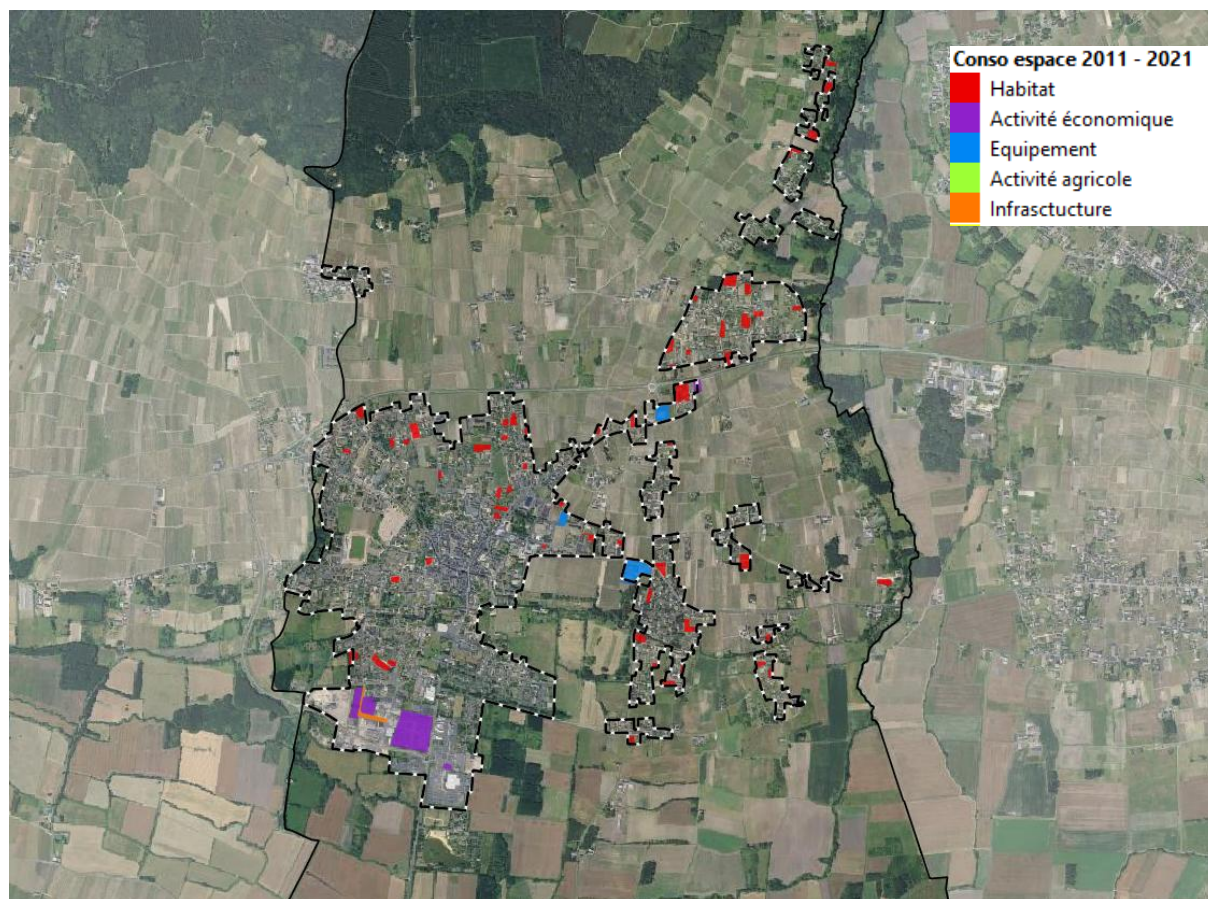 Conso espace 2011 - 2021
Habitat
Activité économique
Equipement
Activité agricole
Infrasctucture